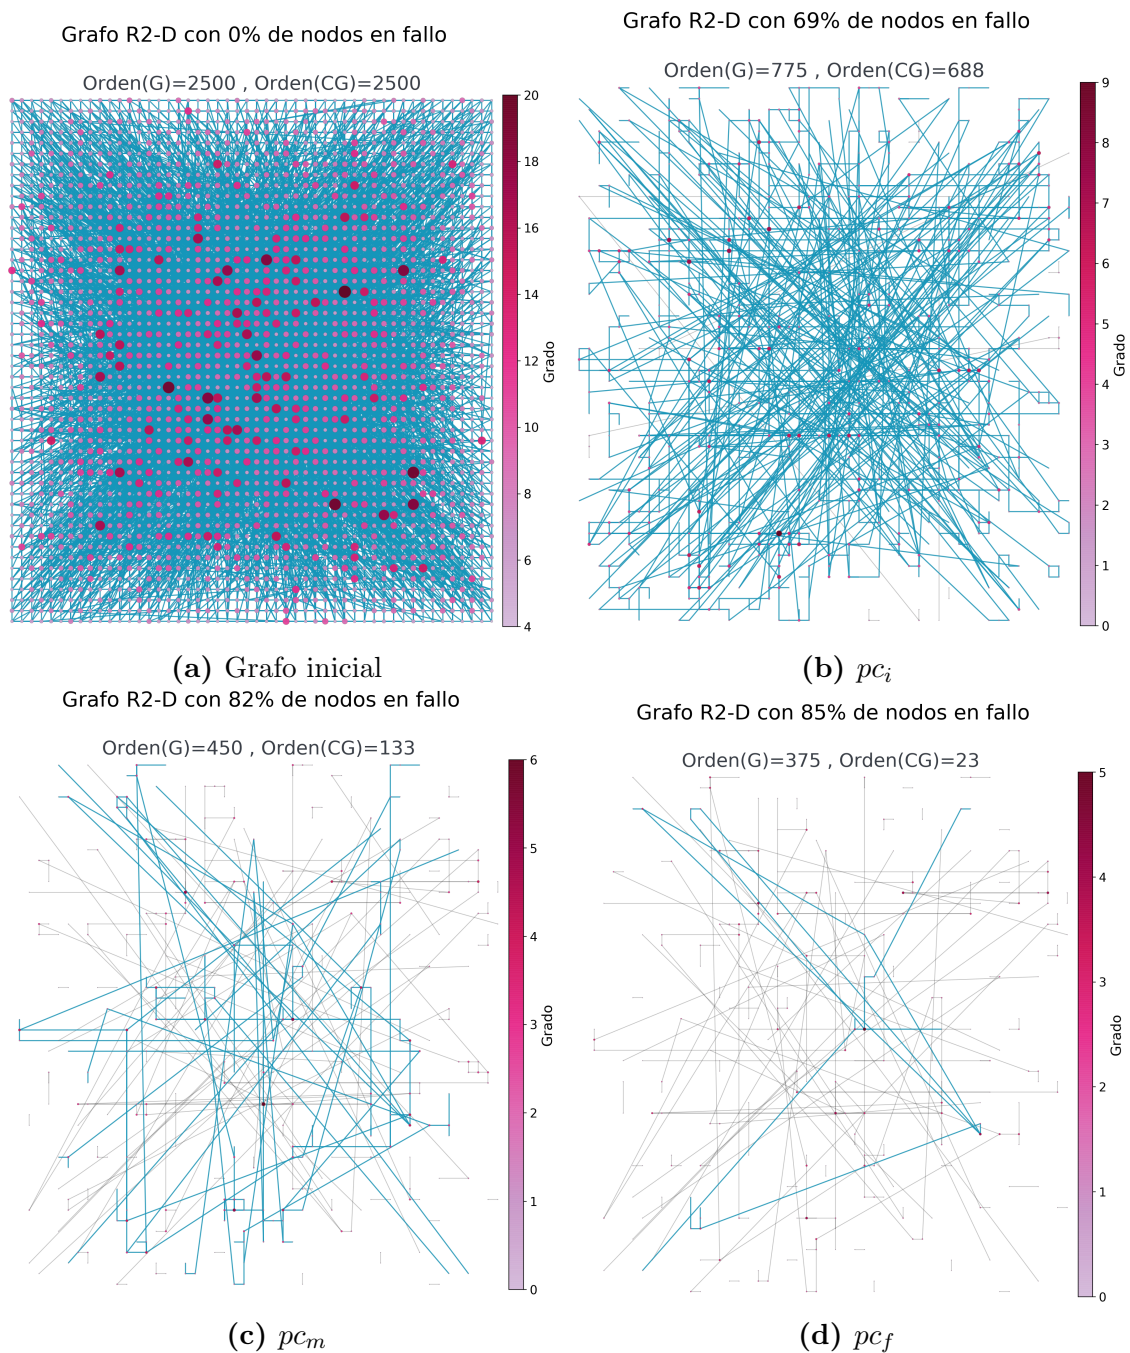 Grafo R2-D con 0% de nodos en fallo
Orden(G)=2500 , Orden(CG)=2500
20
18
16
14
12
10
8
6
4
Grado
(a) Grafo inicial
Grafo R2-D con 69% de nodos en fallo
Orden(G)=775 , Orden(CG)=688
9
8
7
6
5
4
3
2
1
0
Grado
(b) pc_i
Grafo R2-D con 82% de nodos en fallo
Orden(G)=450 , Orden(CG)=133
6
5
4
3
2
1
0
Grado
(c) pc_m
Grafo R2-D con 85% de nodos en fallo
Orden(G)=375 , Orden(CG)=23
5
4
3
2
1
0
Grado
(d) pc_f